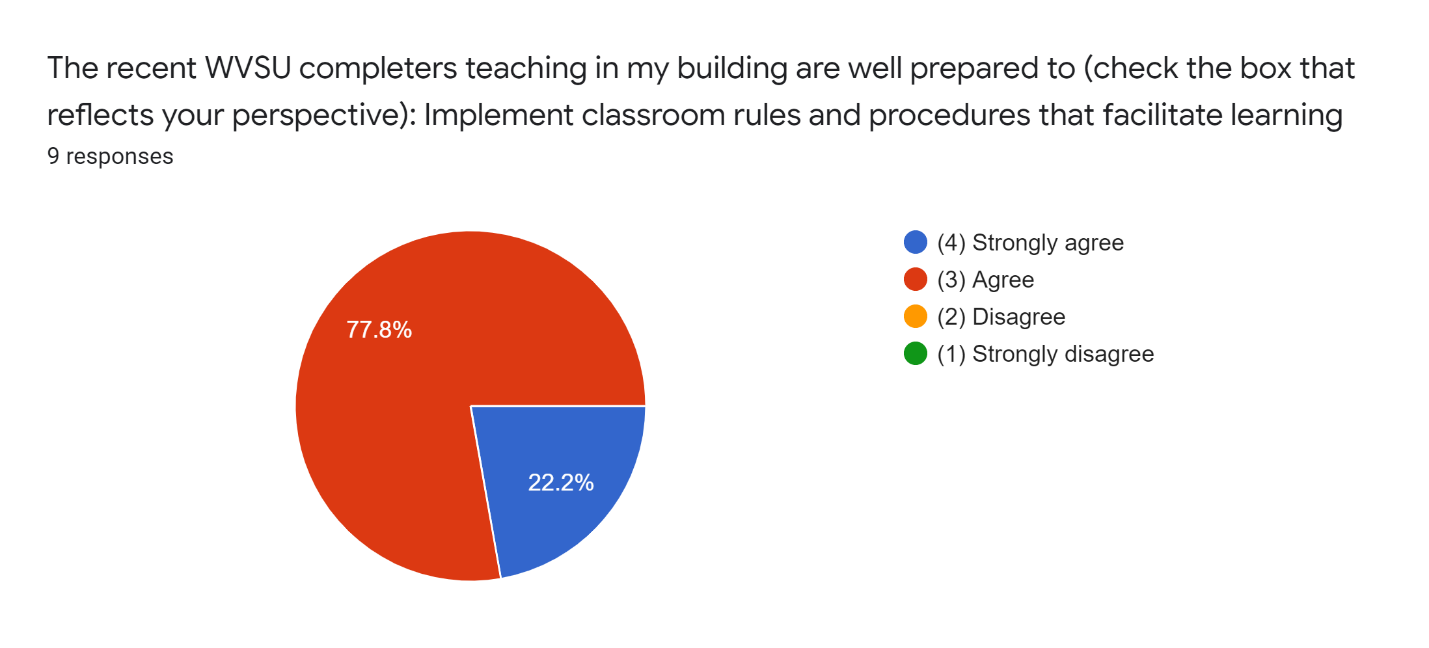 The recent WVSU completers teaching in my building are well prepared to (check the box that
reflects your perspective): Implement classroom rules and procedures that facilitate learning
9 responses
77.8%
22.2%
(4) Strongly agree
(3) Agree
(2) Disagree
(1) Strongly disagree